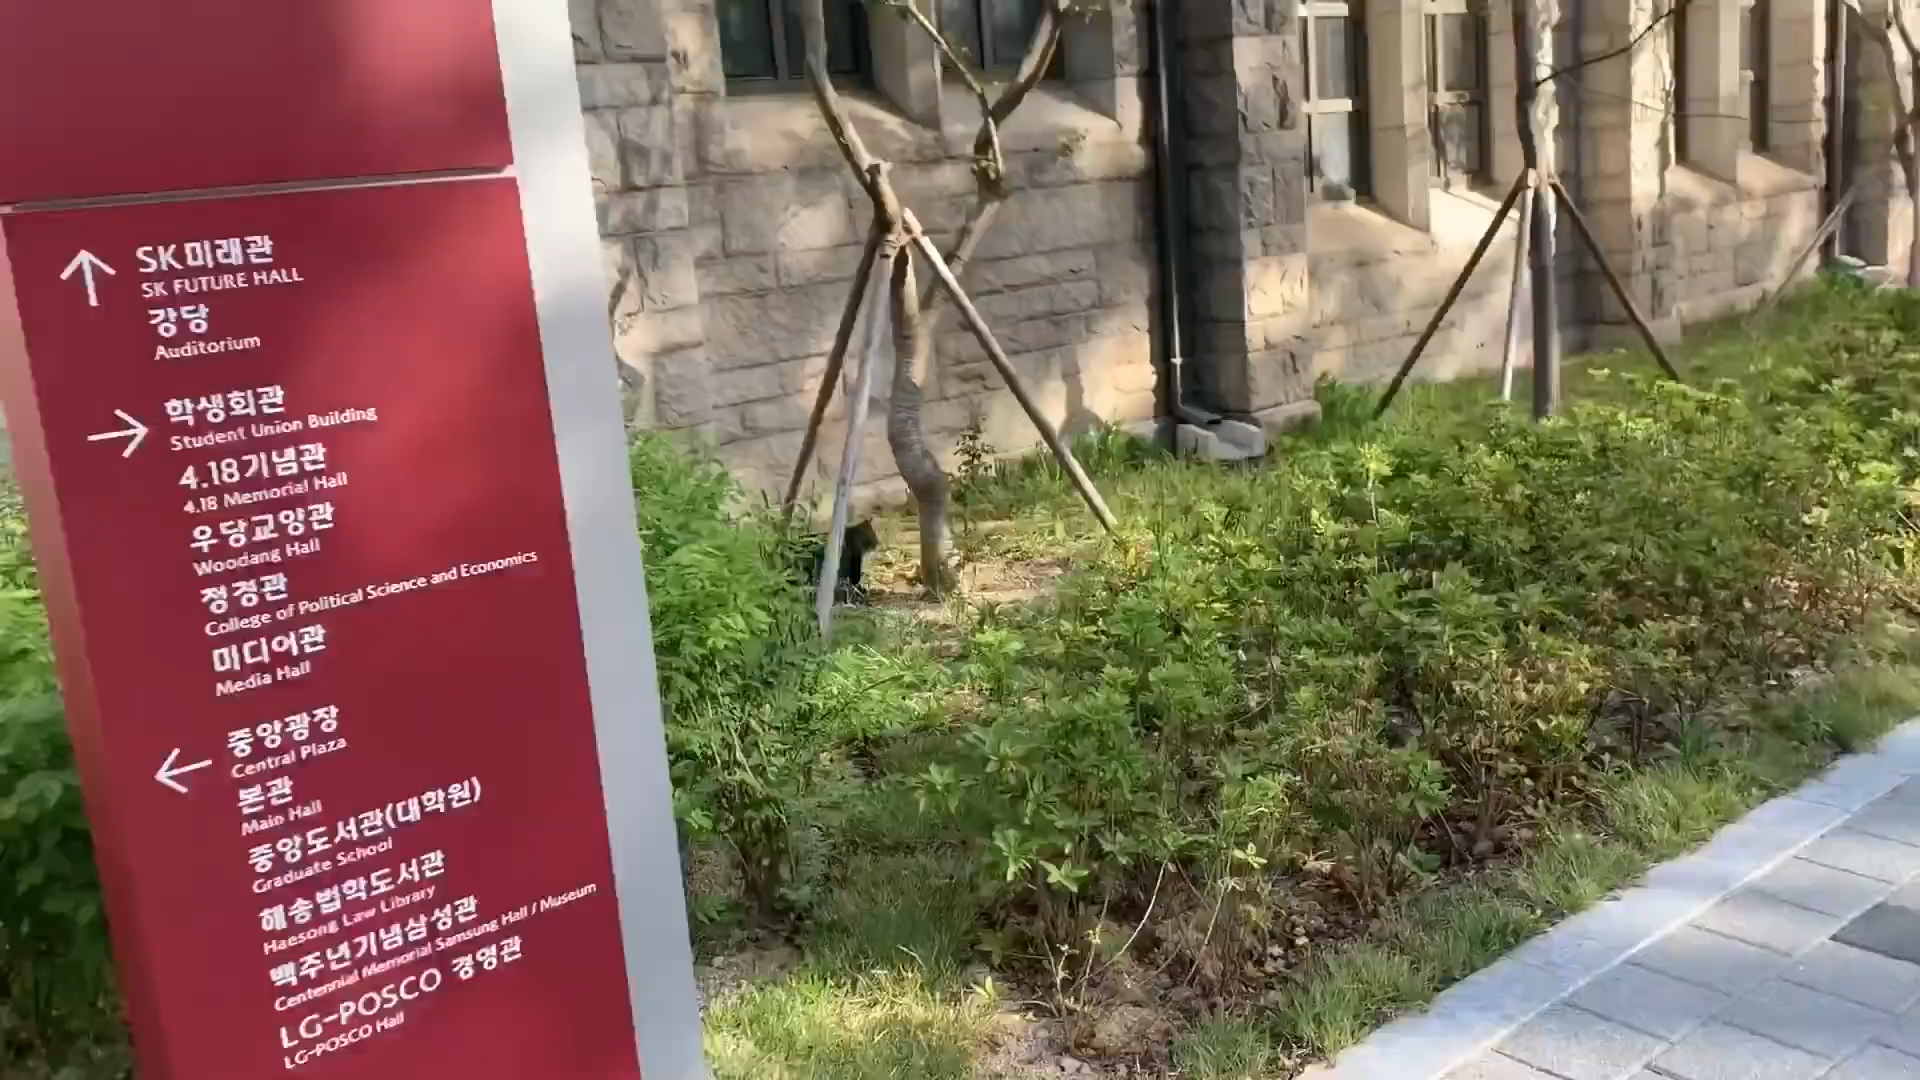 SK미래관
SK FUTURE HALL
강당
Auditorium
학생회관
Student Union Building
4.18기념관
4.18 Memorial Hall
우당교양관
Woodang Hall
정경관
College of Political Science and Economics
미디어관
Media Hall
중앙광장
Central Plaza
본관
Main Hall
중앙도서관(대학원)
Graduate School
해송법학도서관
Haesong Law Library
백주년기념삼성관
Centennial Memorial Samsung Hall / Museum
LG-POSCO 경영관
LG-POSCO Hall